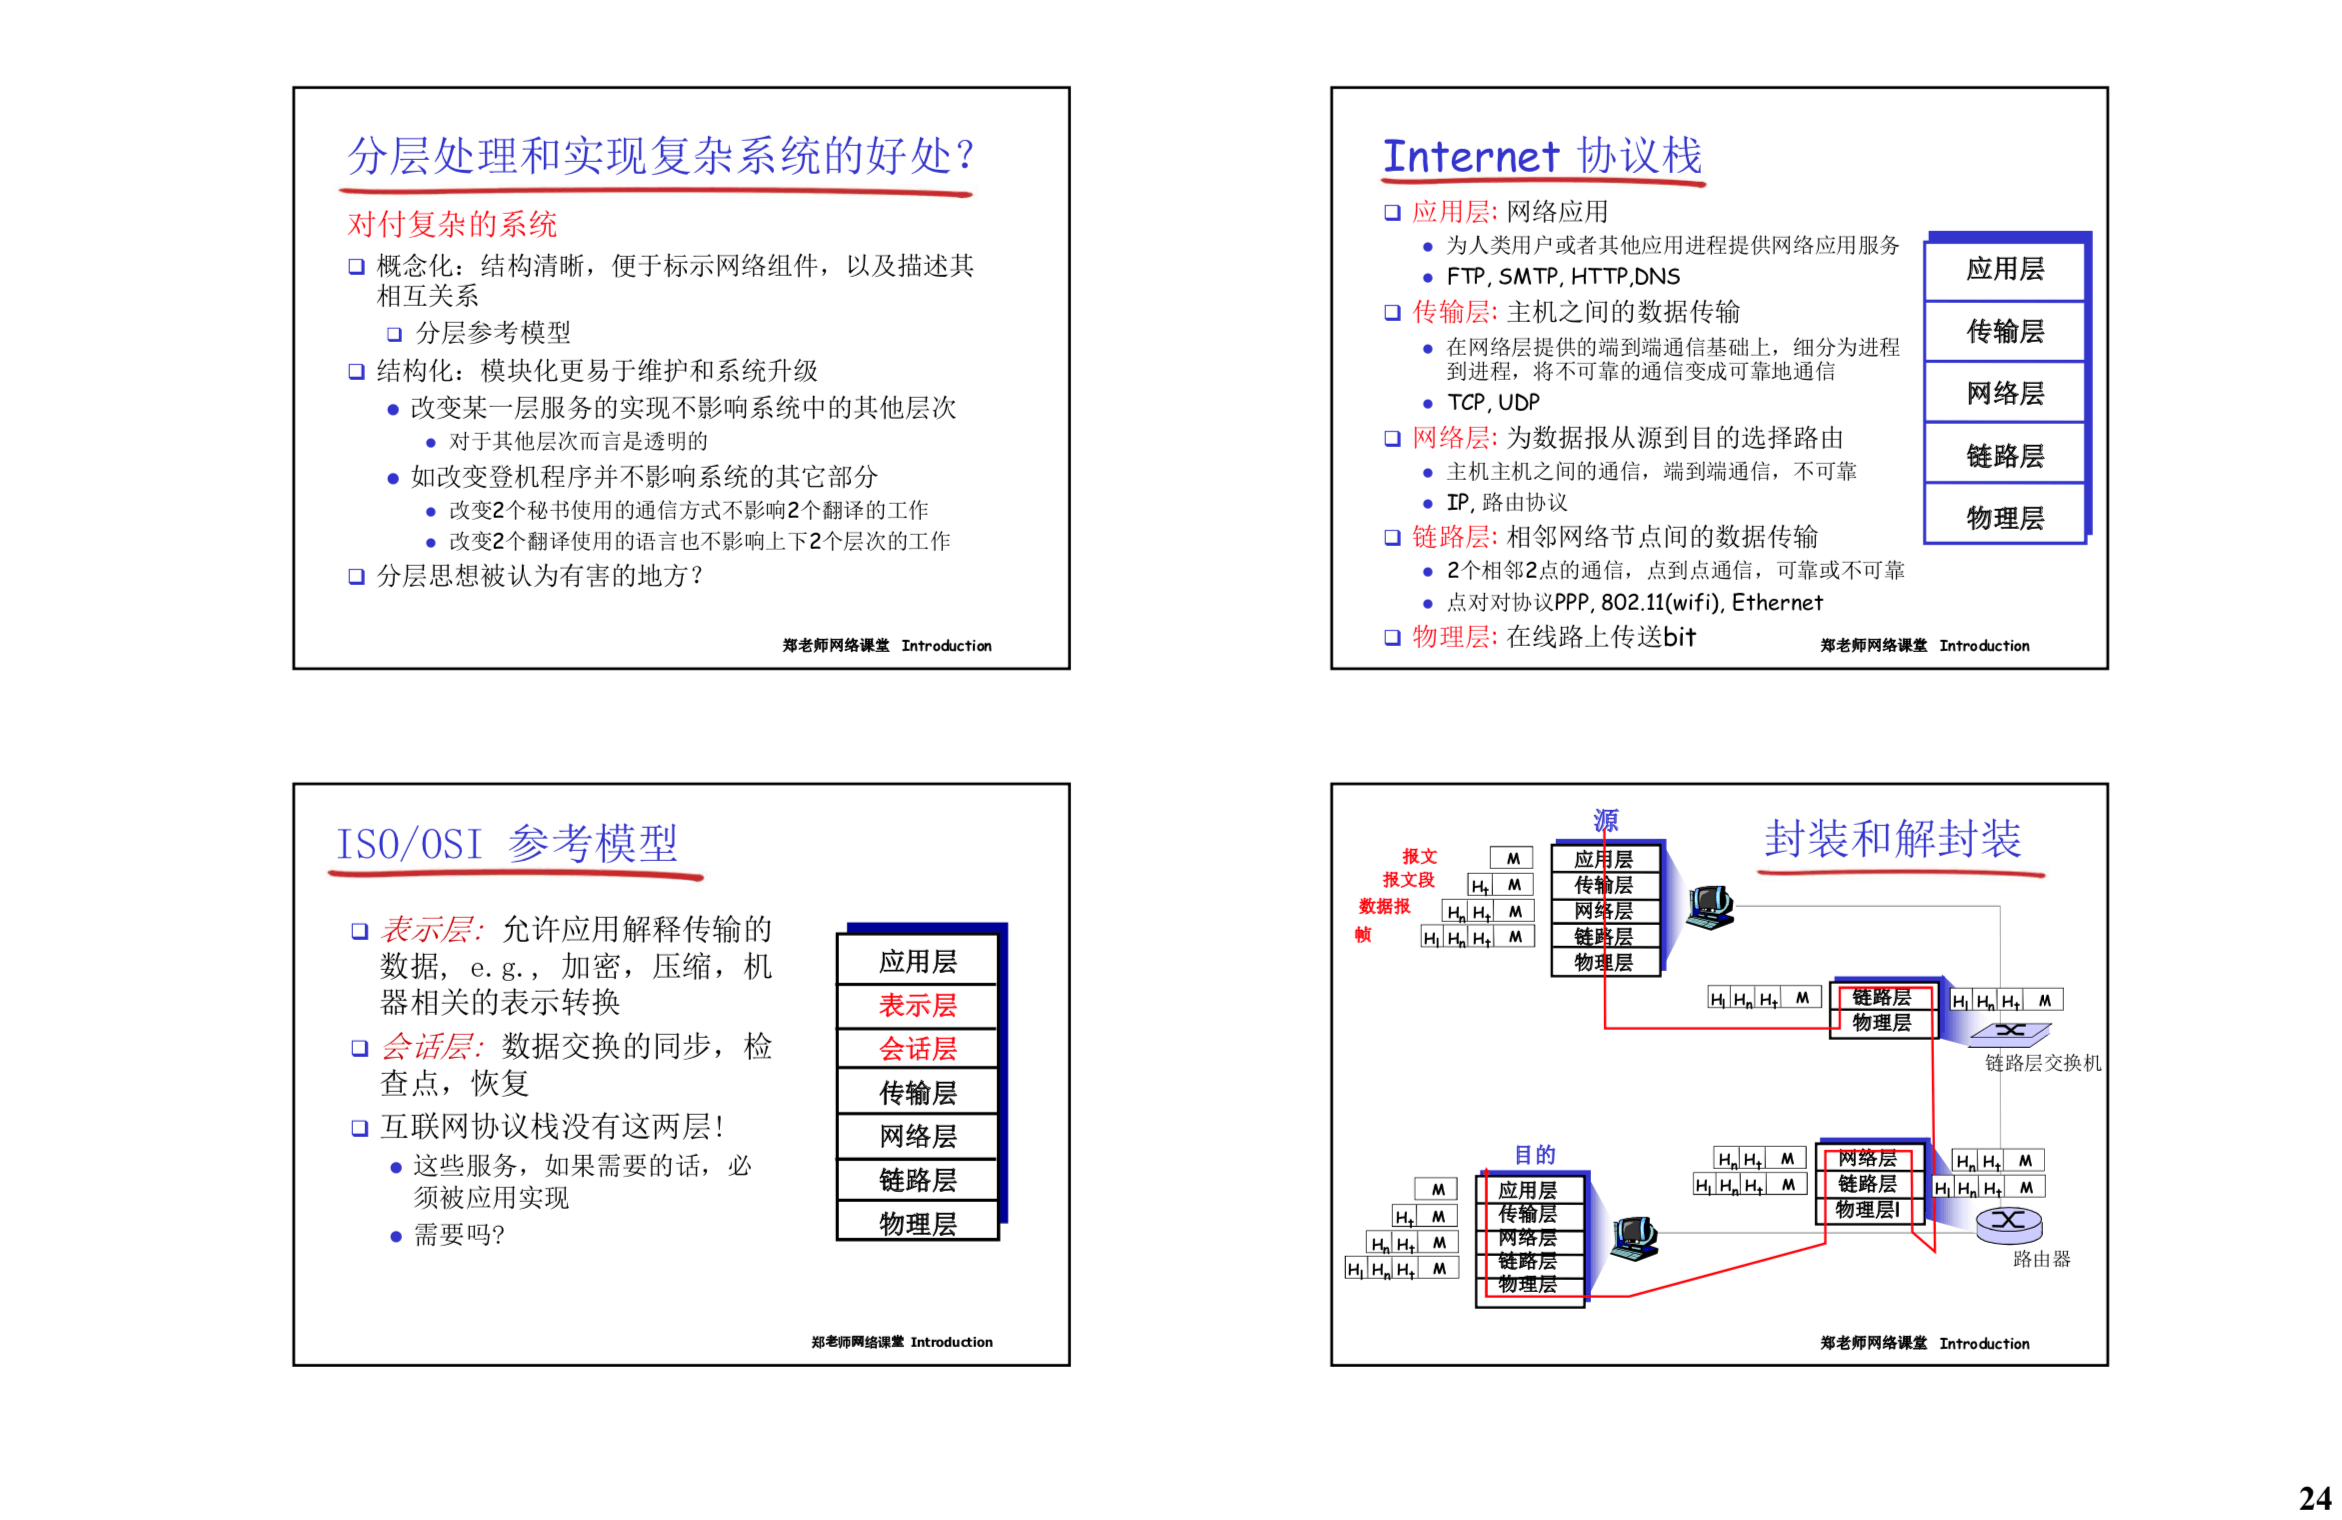 分层处理和实现复杂系统的好处?
对付复杂的系统
概念化：结构清晰，便于标示网络组件，以及描述其
相互关系
分层参考模型
结构化：模块化更易于维护和系统升级
改变某一层服务的实现不影响系统中的其他层次
对于其他层次而言是透明的
如改变登机程序并不影响系统的其它部分
改变2个秘书使用的通信方式不影响2个翻译的工作
改变2个翻译使用的语言也不影响上下2个层次的工作
分层思想被认为有害的地方？
郑老师网络课堂 Introduction
Internet 协议栈
应用层: 网络应用
为人类用户或者其他应用进程提供网络应用服务
FTP, SMTP, HTTP,DNS
传输层: 主机之间的数据传输
在网络层提供的端到端通信基础上，细分为进程
到进程，将不可靠的通信变成可靠地通信
TCP, UDP
网络层: 为数据报从源到目的选择路由
主机主机之间的通信，端到端通信，不可靠
IP, 路由协议
链路层: 相邻网络节点间的数据传输
2个相邻2点的通信，点到点通信，可靠或不可靠
点对对协议PPP, 802.11(wifi), Ethernet
物理层: 在线路上传送bit
应用层
传输层
网络层
链路层
物理层
郑老师网络课堂 Introduction
ISO/OSI 参考模型
表示层: 允许应用解释传输的
数据, e.g., 加密，压缩，机
器相关的表示转换
会话层: 数据交换的同步，检
查点，恢复
互联网协议栈没有这两层!
这些服务，如果需要的话，必
须被应用实现
需要吗?
应用层
表示层
会话层
传输层
网络层
链路层
物理层
郑老师网络课堂 Introduction
封装和解封装
源
报文 M 应用层
报文段 Ht M 传输层
数据报 Hn Ht M 网络层
帧 Hl Hn Ht M 链路层
物理层
Hl Hn Ht M 链路层 Hl Hn Ht M
物理层
链路层交换机
Hn Ht M 网络层 Hn Ht M
Hl Hn Ht M 链路层 Hl Hn Ht M
物理层l
路由器
目的
M 应用层
Ht M 传输层
Hn Ht M 网络层
Hl Hn Ht M 链路层
物理层
郑老师网络课堂 Introduction
24